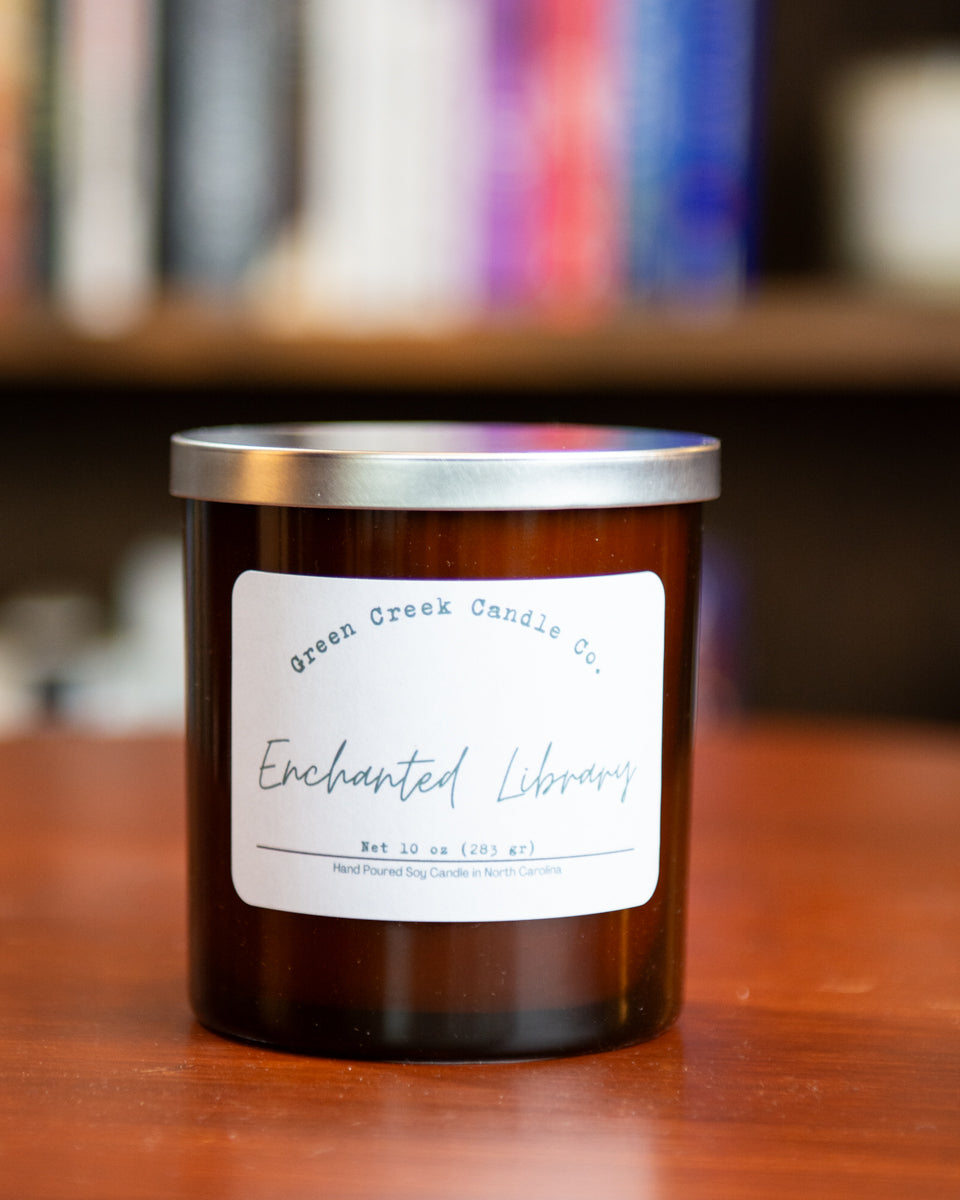 Green Creek Candle Co.
Enchanted Library
Net 10 oz (283 gr)
Hand Poured Soy Candle in North Carolina